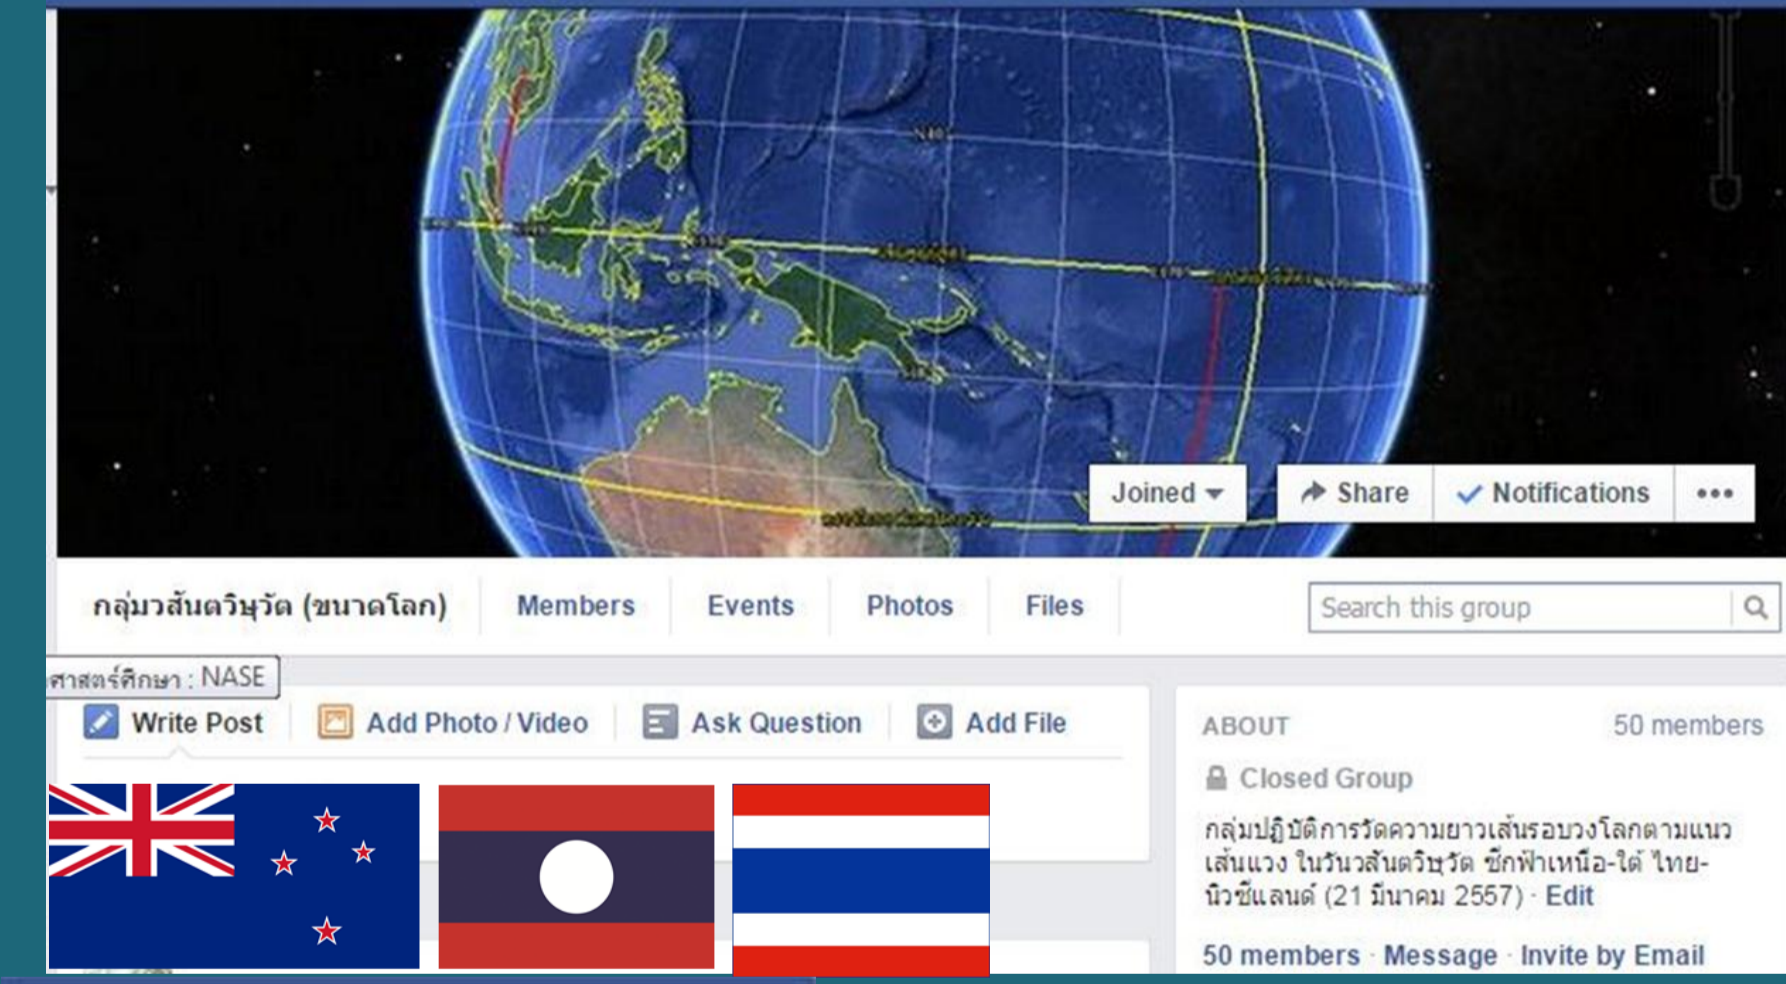 Joined
Share
Notifications
กลุ่มวสันตวิษุวัต (ขนาดโลก)
Members
Events
Photos
Files
Search this group
ศาสตร์ศึกษา : NASE
Write Post
Add Photo / Video
Ask Question
Add File
ABOUT
50 members
Closed Group
กลุ่มปฏิบัติการวัดความยาวเส้นรอบวงโลกตามแนว
เส้นแวง ในวันวสันตวิษุวัต ซีกฟ้าเหนือ-ใต้ ไทย-
นิวซีแลนด์ (21 มีนาคม 2557) · Edit
50 members · Message · Invite by Email